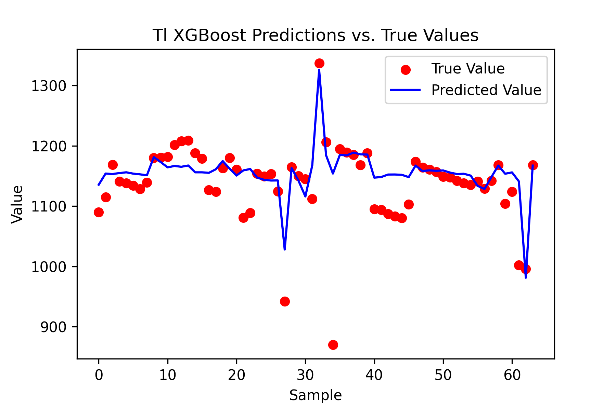 Tl XGBoost Predictions vs. True Values
True Value
Predicted Value
1300
1200
1100
1000
900
Value
0
10
20
30
40
50
60
Sample